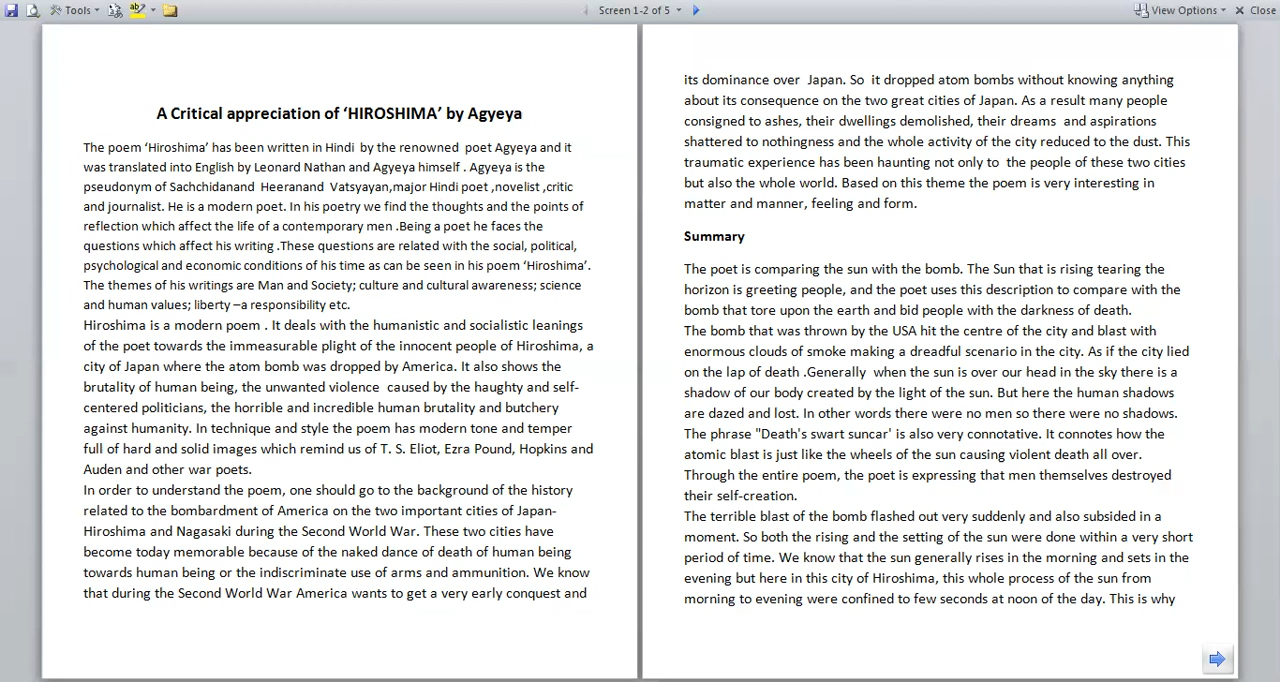 Tools
Screen 1-2 of 5
View Options
Close
A Critical appreciation of ‘HIROSHIMA’ by Agyeya
The poem ‘Hiroshima’ has been written in Hindi  by the renowned  poet Agyeya and it
was translated into English by Leonard Nathan and Agyeya himself . Agyeya is the
pseudonym of Sachchidanand  Heeranand  Vatsyayan,major Hindi poet ,novelist ,critic
and journalist. He is a modern poet. In his poetry we find the thoughts and the points of
reflection which affect the life of a contemporary men .Being a poet he faces the
questions which affect his writing .These questions are related with the social, political,
psychological and economic conditions of his time as can be seen in his poem ‘Hiroshima’.
The themes of his writings are Man and Society; culture and cultural awareness; science
and human values; liberty –a responsibility etc.
Hiroshima is a modern poem . It deals with the humanistic and socialistic leanings
of the poet towards the immeasurable plight of the innocent people of Hiroshima, a
city of Japan where the atom bomb was dropped by America. It also shows the
brutality of human being, the unwanted violence  caused by the haughty and self-
centered politicians, the horrible and incredible human brutality and butchery
against humanity. In technique and style the poem has modern tone and temper
full of hard and solid images which remind us of T. S. Eliot, Ezra Pound, Hopkins and
Auden and other war poets.
In order to understand the poem, one should go to the background of the history
related to the bombardment of America on the two important cities of Japan-
Hiroshima and Nagasaki during the Second World War. These two cities have
become today memorable because of the naked dance of death of human being
towards human being or the indiscriminate use of arms and ammunition. We know
that during the Second World War America wants to get a very early conquest and
its dominance over  Japan. So  it dropped atom bombs without knowing anything
about its consequence on the two great cities of Japan. As a result many people
consigned to ashes, their dwellings demolished, their dreams  and aspirations
shattered to nothingness and the whole activity of the city reduced to the dust. This
traumatic experience has been haunting not only to  the people of these two cities
but also the whole world. Based on this theme the poem is very interesting in
matter and manner, feeling and form.
Summary
The poet is comparing the sun with the bomb. The Sun that is rising tearing the
horizon is greeting people, and the poet uses this description to compare with the
bomb that tore upon the earth and bid people with the darkness of death.
The bomb that was thrown by the USA hit the centre of the city and blast with
enormous clouds of smoke making a dreadful scenario in the city. As if the city lied
on the lap of death .Generally  when the sun is over our head in the sky there is a
shadow of our body created by the light of the sun. But here the human shadows
are dazed and lost. In other words there were no men so there were no shadows.
The phrase "Death's swart suncar' is also very connotative. It connotes how the
atomic blast is just like the wheels of the sun causing violent death all over.
Through the entire poem, the poet is expressing that men themselves destroyed
their self-creation.
The terrible blast of the bomb flashed out very suddenly and also subsided in a
moment. So both the rising and the setting of the sun were done within a very short
period of time. We know that the sun generally rises in the morning and sets in the
evening but here in this city of Hiroshima, this whole process of the sun from
morning to evening were confined to few seconds at noon of the day. This is why